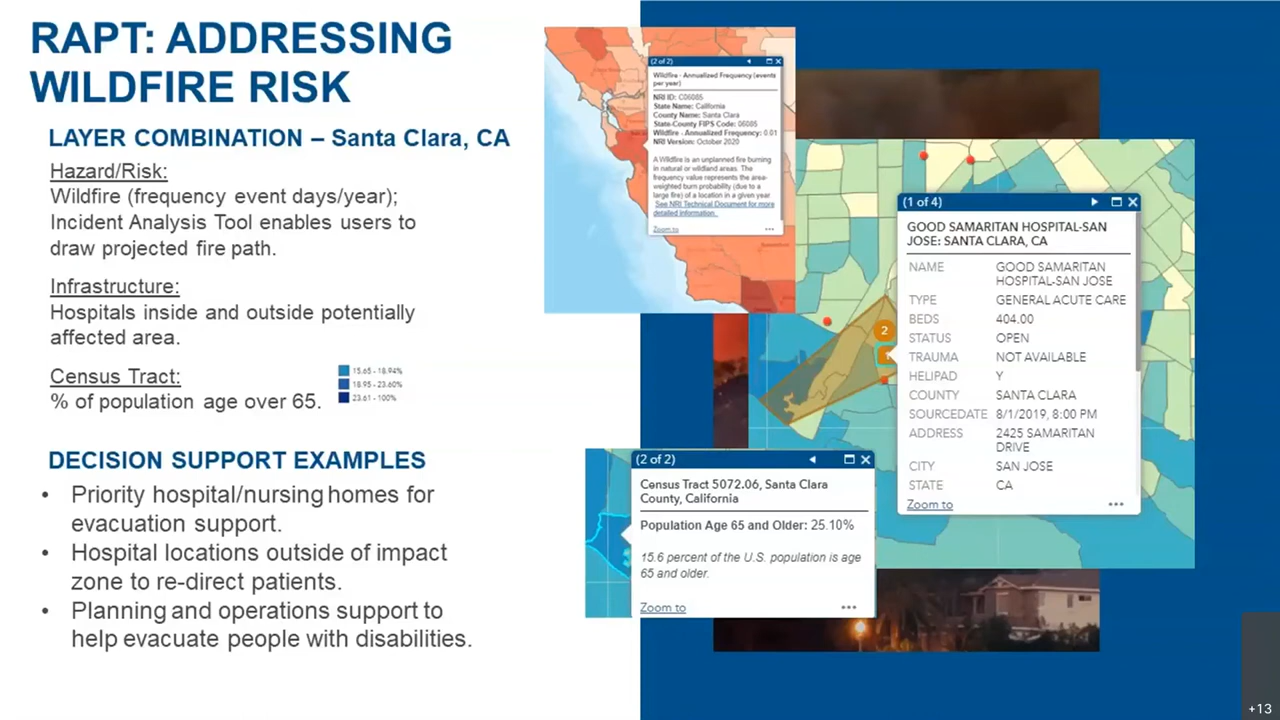 RAPT: ADDRESSING
WILDFIRE RISK
LAYER COMBINATION – Santa Clara, CA
Hazard/Risk:
Wildfire (frequency event days/year);
Incident Analysis Tool enables users to
draw projected fire path.
Infrastructure:
Hospitals inside and outside potentially
affected area.
Census Tract:
% of population age over 65.
15.65 - 18.94%
18.95 - 23.60%
23.61 - 100%
DECISION SUPPORT EXAMPLES
• Priority hospital/nursing homes for
evacuation support.
• Hospital locations outside of impact
zone to re-direct patients.
• Planning and operations support to
help evacuate people with disabilities.
(2 of 2)
Wildfire - Annualized Frequency (events
per year)
NRI ID: C06085
State Name: California
County Name: Santa Clara
State-County FIPS Code: 06085
Wildfire - Annualized Frequency: 0.01
NRI Version: October 2020
A Wildfire is an unplanned fire burning
in natural or wildland areas. The
frequency value represents the area-
weighted burn probability (due to a
large fire) of a location in a given year
See NRI Technical Document for more
detailed information.
Zoom to
(1 of 4)
GOOD SAMARITAN HOSPITAL-SAN
JOSE: SANTA CLARA, CA
NAME GOOD SAMARITAN
HOSPITAL-SAN JOSE
TYPE GENERAL ACUTE CARE
BEDS 404.00
STATUS OPEN
TRAUMA NOT AVAILABLE
HELIPAD Y
COUNTY SANTA CLARA
SOURCEDATE 8/1/2019, 8:00 PM
ADDRESS 2425 SAMARITAN
DRIVE
CITY SAN JOSE
STATE CA
Zoom to
2
1
(2 of 2)
Census Tract 5072.06, Santa Clara
County, California
Population Age 65 and Older: 25.10%
15.6 percent of the U.S. population is age
65 and older.
Zoom to
+13